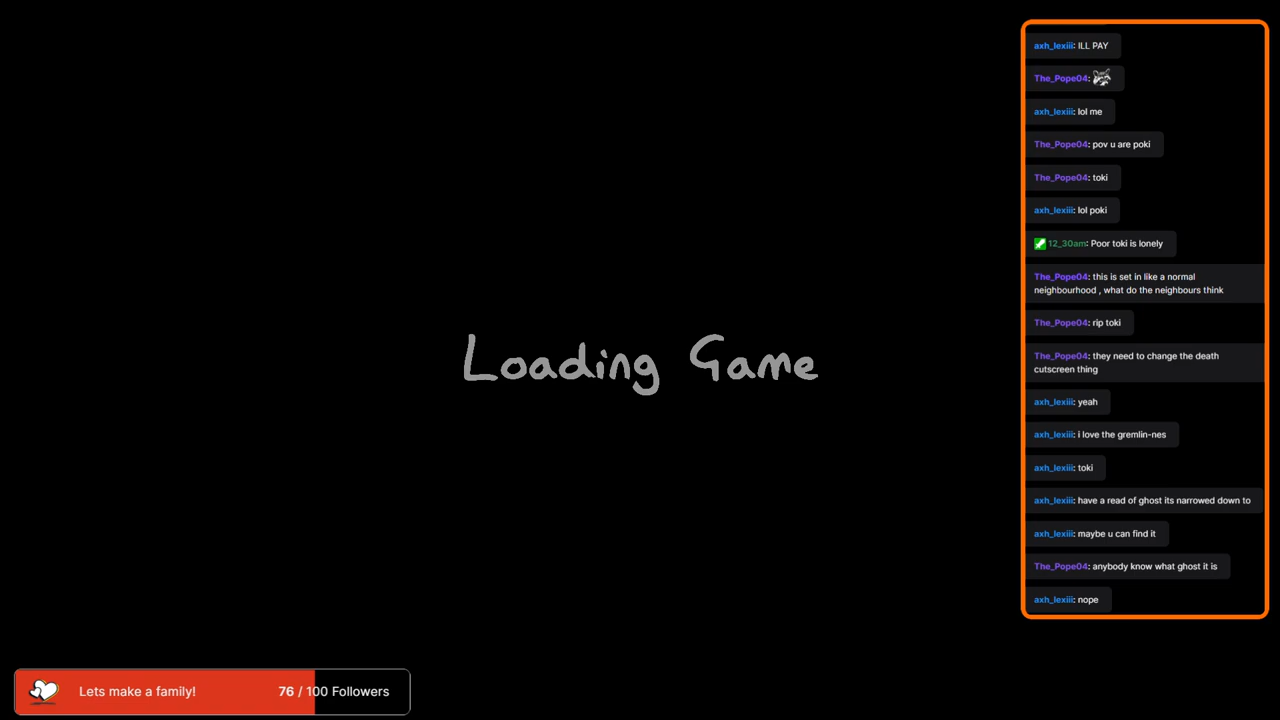 axh_lexiii: ILL PAY
The_Pope04:
axh_lexiii: lol me
The_Pope04: pov u are poki
The_Pope04: toki
axh_lexiii: lol poki
12_30am: Poor toki is lonely
The_Pope04: this is set in like a normal
neighbourhood , what do the neighbours think
The_Pope04: rip toki
The_Pope04: they need to change the death
cutscreen thing
axh_lexiii: yeah
axh_lexiii: i love the gremlin-nes
axh_lexiii: toki
axh_lexiii: have a read of ghost its narrowed down to
axh_lexiii: maybe u can find it
The_Pope04: anybody know what ghost it is
axh_lexiii: nope
Loading Game
Lets make a family!
76 / 100 Followers